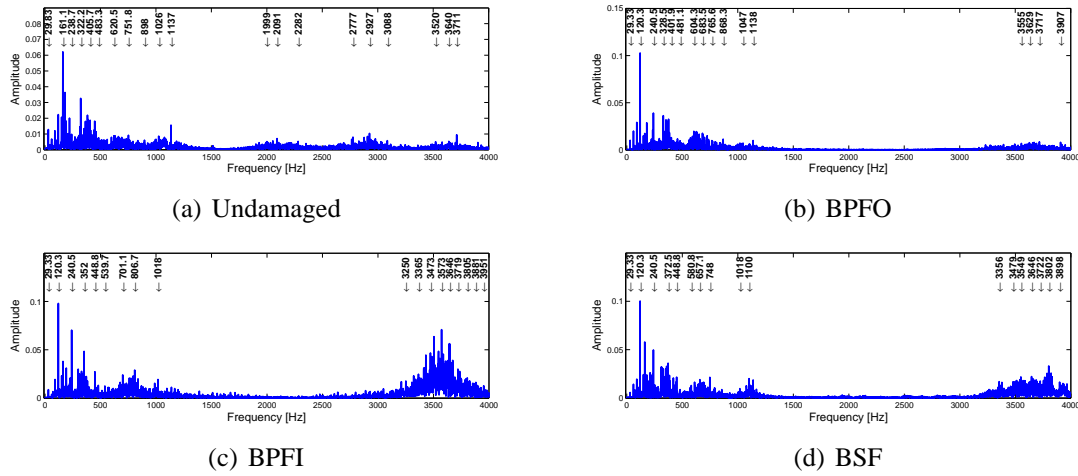 29.83 161.1 238.7 322.2 405.7 483.3 620.5 751.8 898 1026 1137 1999 2091 2282 2777 2927 3088 3520 3640 3711
0.08
0.07
0.06
0.05
0.04
0.03
0.02
0.01
0
Amplitude
0 500 1000 1500 2000 2500 3000 3500 4000
Frequency [Hz]
(a) Undamaged
29.33 120.3 240.5 328.5 401.9 481.1 604.3 683.5 765.6 868.3 1047 1138 3555 3629 3717 3907
0.15
0.1
0.05
0
Amplitude
0 500 1000 1500 2000 2500 3000 3500 4000
Frequency [Hz]
(b) BPFO
29.33 120.3 240.5 352 448.8 539.7 701.1 806.7 1018 3250 3365 3473 3573 3646 3719 3805 3881 3951
0.1
0.05
0
Amplitude
0 500 1000 1500 2000 2500 3000 3500 4000
Frequency [Hz]
(c) BPFI
29.33 120.3 240.5 372.5 448.8 580.8 657.1 748 1018 1100 3356 3479 3549 3646 3722 3802 3898
0.1
0.05
0
Amplitude
0 500 1000 1500 2000 2500 3000 3500 4000
Frequency [Hz]
(d) BSF